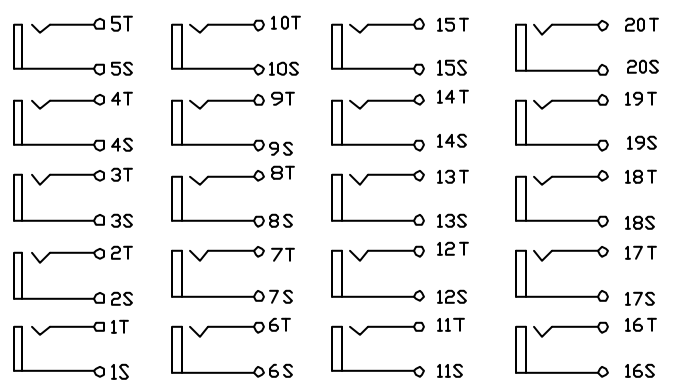 5T 10T 15T 20T
5S 10S 15S 20S
4T 9T 14T 19T
4S 9S 14S 19S
3T 8T 13T 18T
3S 8S 13S 18S
2T 7T 12T 17T
2S 7S 12S 17S
1T 6T 11T 16T
1S 6S 11S 16S